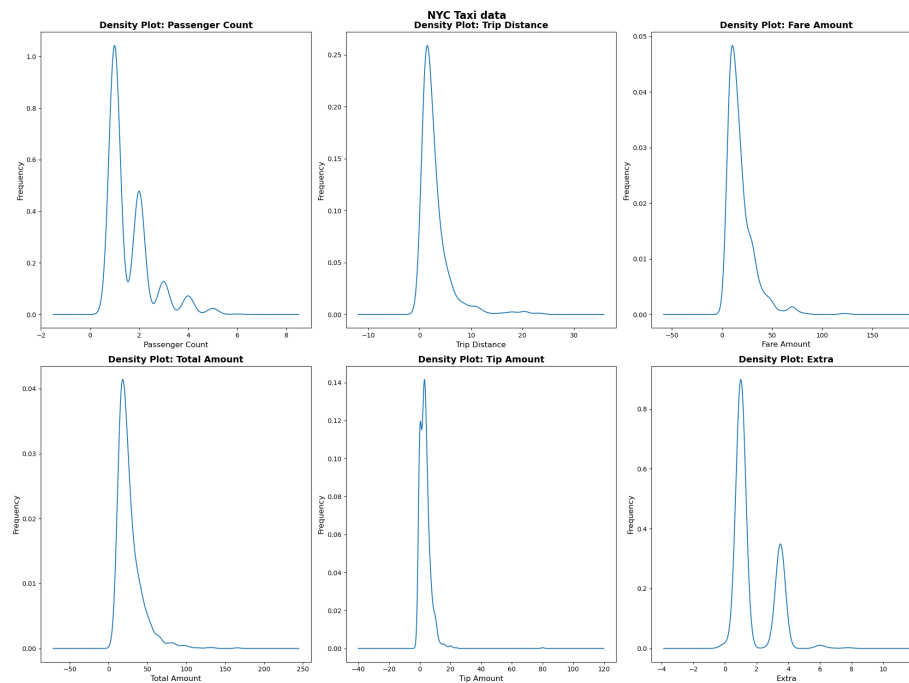 NYC Taxi data
Density Plot: Passenger Count
1.0
0.8
0.6
0.4
0.2
0.0
Frequency
−2 0 2 4 6 8
Passenger Count
Density Plot: Trip Distance
0.25
0.20
0.15
0.10
0.05
0.00
Frequency
−10 0 10 20 30
Trip Distance
Density Plot: Fare Amount
0.05
0.04
0.03
0.02
0.01
0.00
Frequency
−50 0 50 100 150
Fare Amount
Density Plot: Total Amount
0.04
0.03
0.02
0.01
0.00
Frequency
−50 0 50 100 150 200 250
Total Amount
Density Plot: Tip Amount
0.14
0.12
0.10
0.08
0.06
0.04
0.02
0.00
Frequency
−40 −20 0 20 40 60 80 100 120
Tip Amount
Density Plot: Extra
0.8
0.6
0.4
0.2
0.0
Frequency
−4 −2 0 2 4 6 8 10
Extra